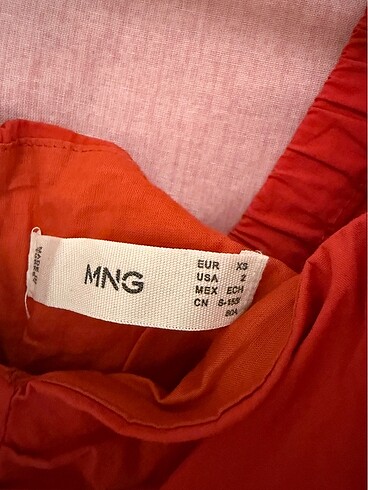 MNG
EUR XS
USA 2
MEX ECH
CN S-155/
80A